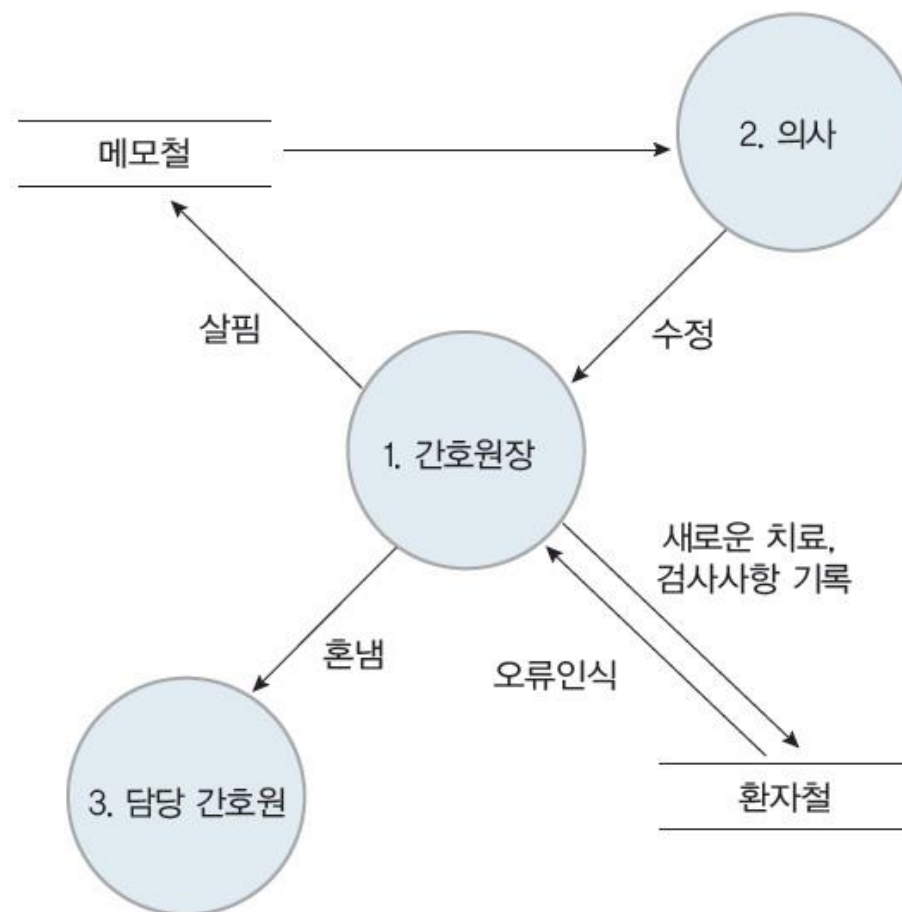 2. 의사
메모철
살핌
수정
1. 간호원장
새로운 치료,
검사사항 기록
혼냄
오류인식
3. 담당 간호원
환자철